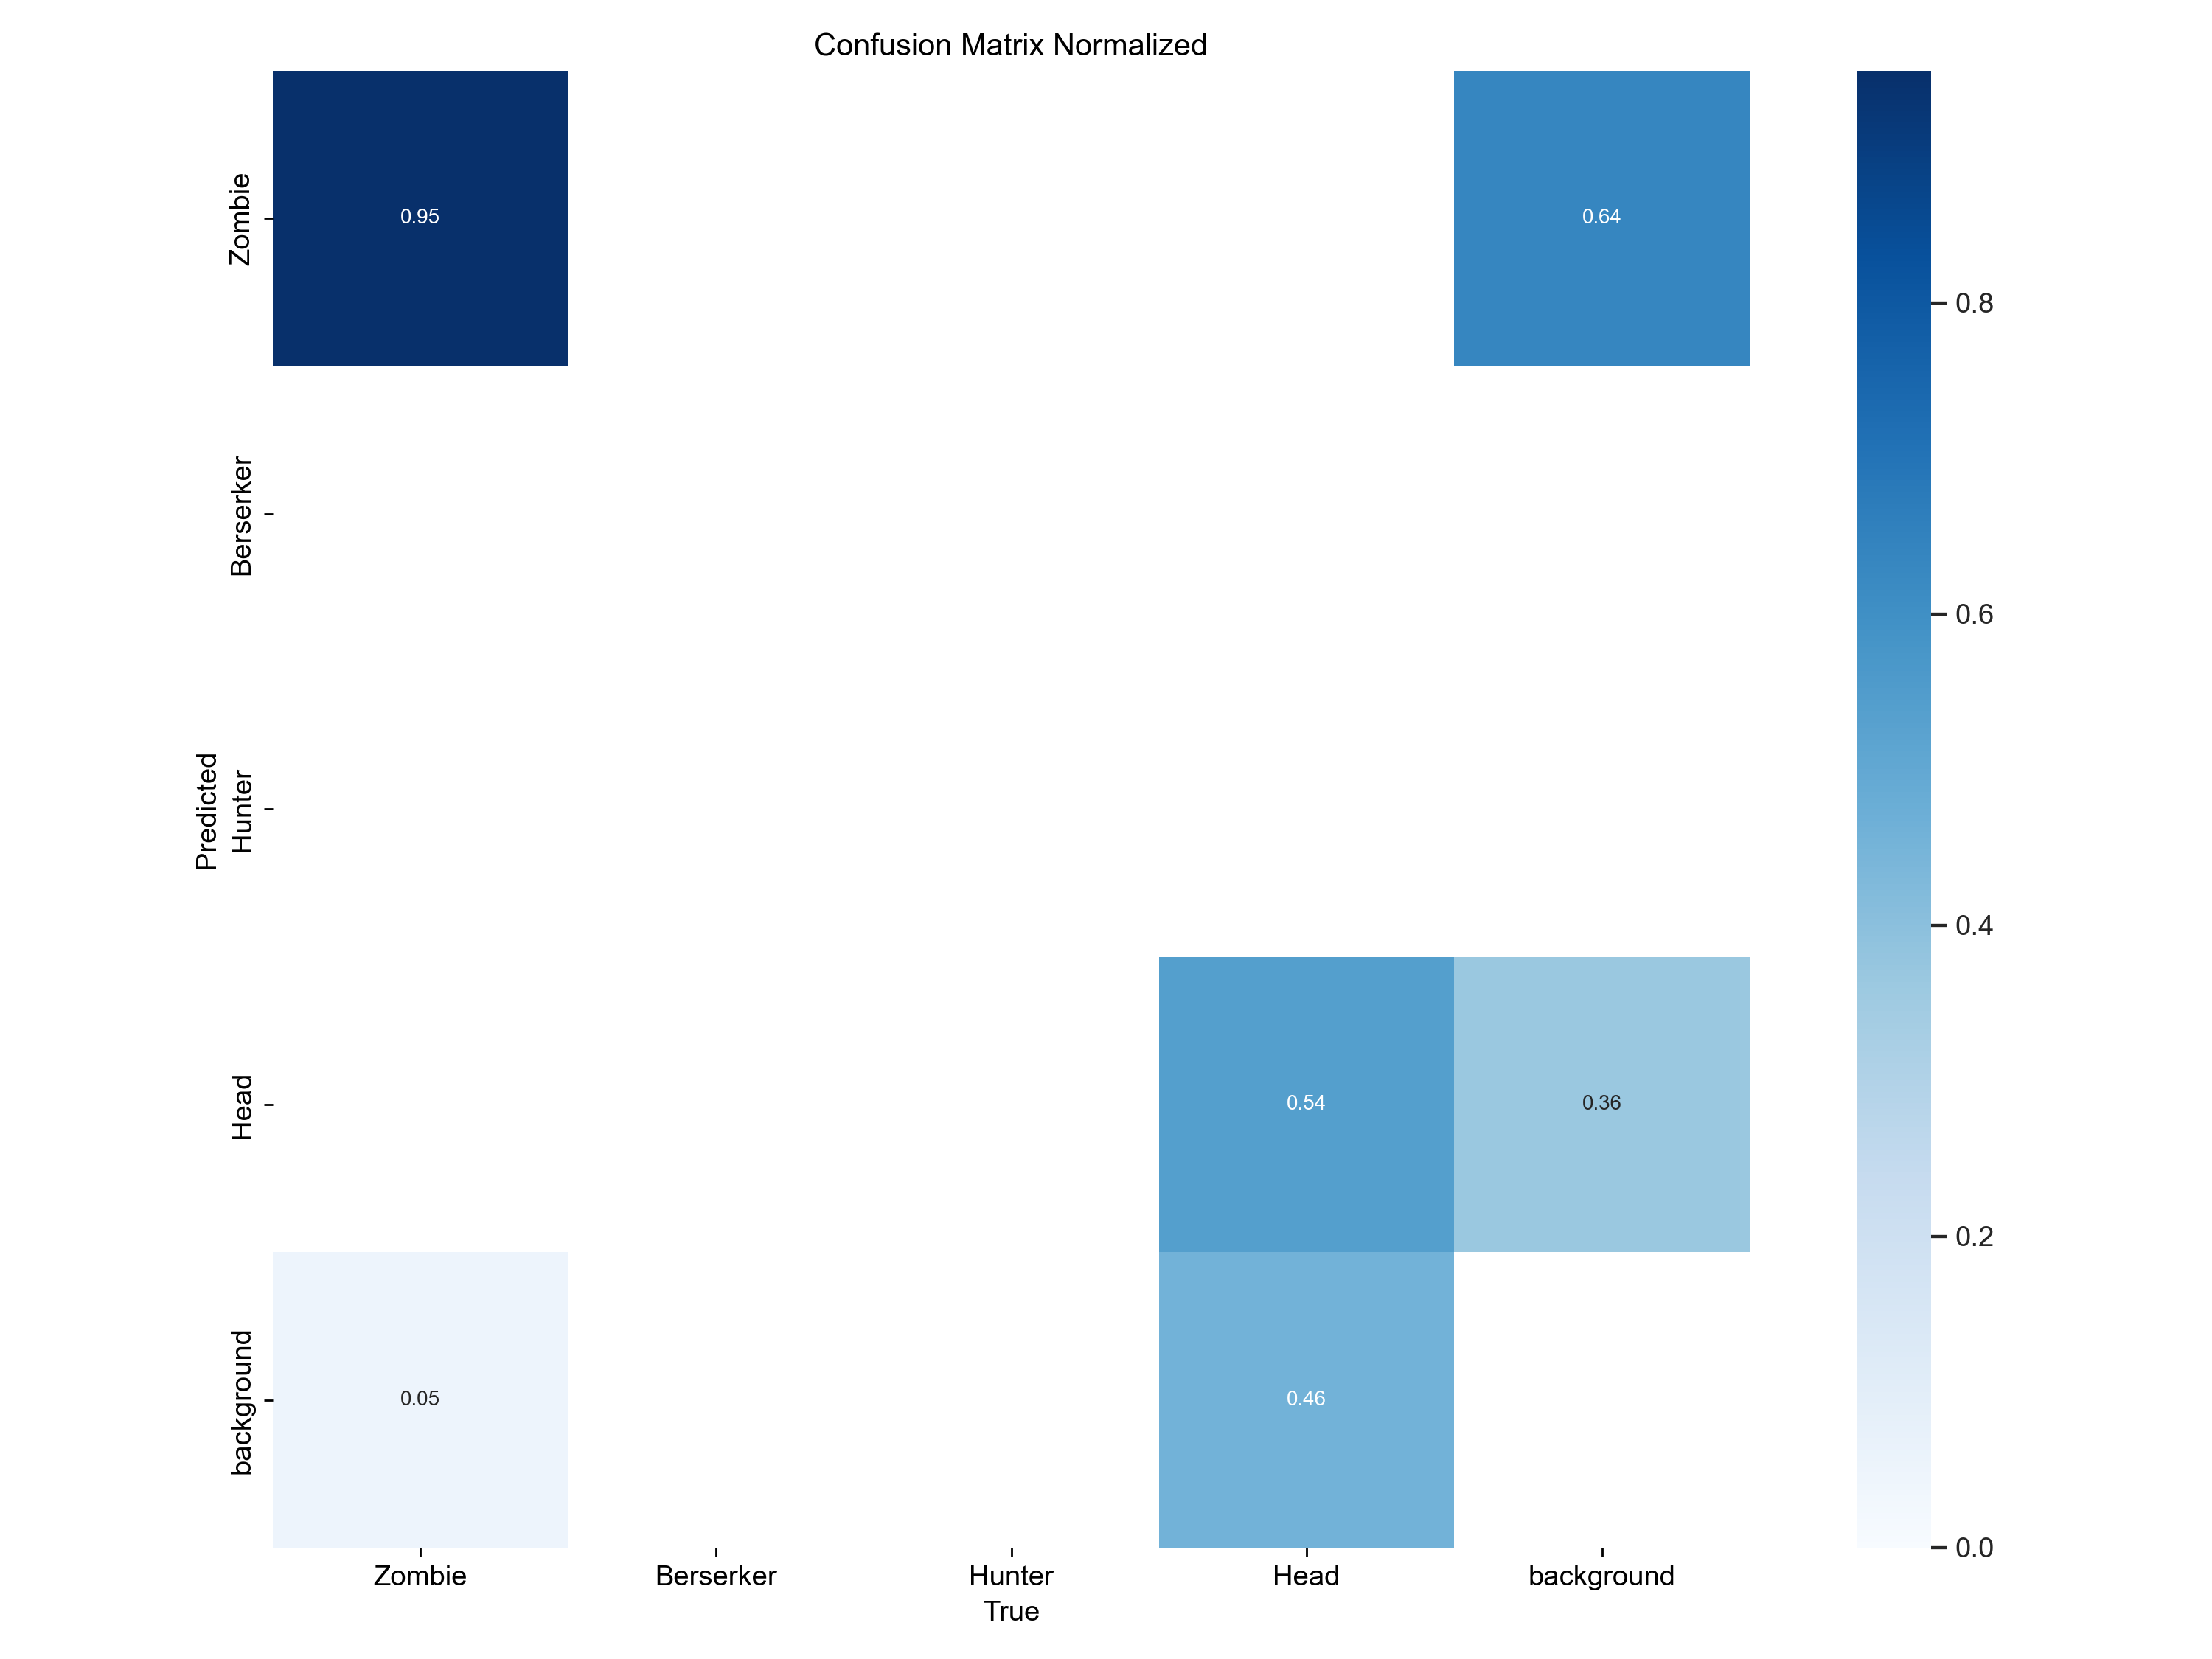 Confusion Matrix Normalized
Zombie
0.95
0.64
0.8
Berserker
0.6
Predicted
Hunter
0.4
Head
0.54
0.36
0.2
background
0.05
0.46
0.0
Zombie
Berserker
Hunter
Head
background
True